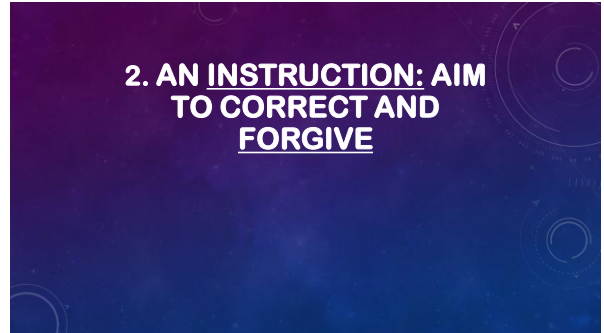 2. AN INSTRUCTION: AIM
TO CORRECT AND
FORGIVE